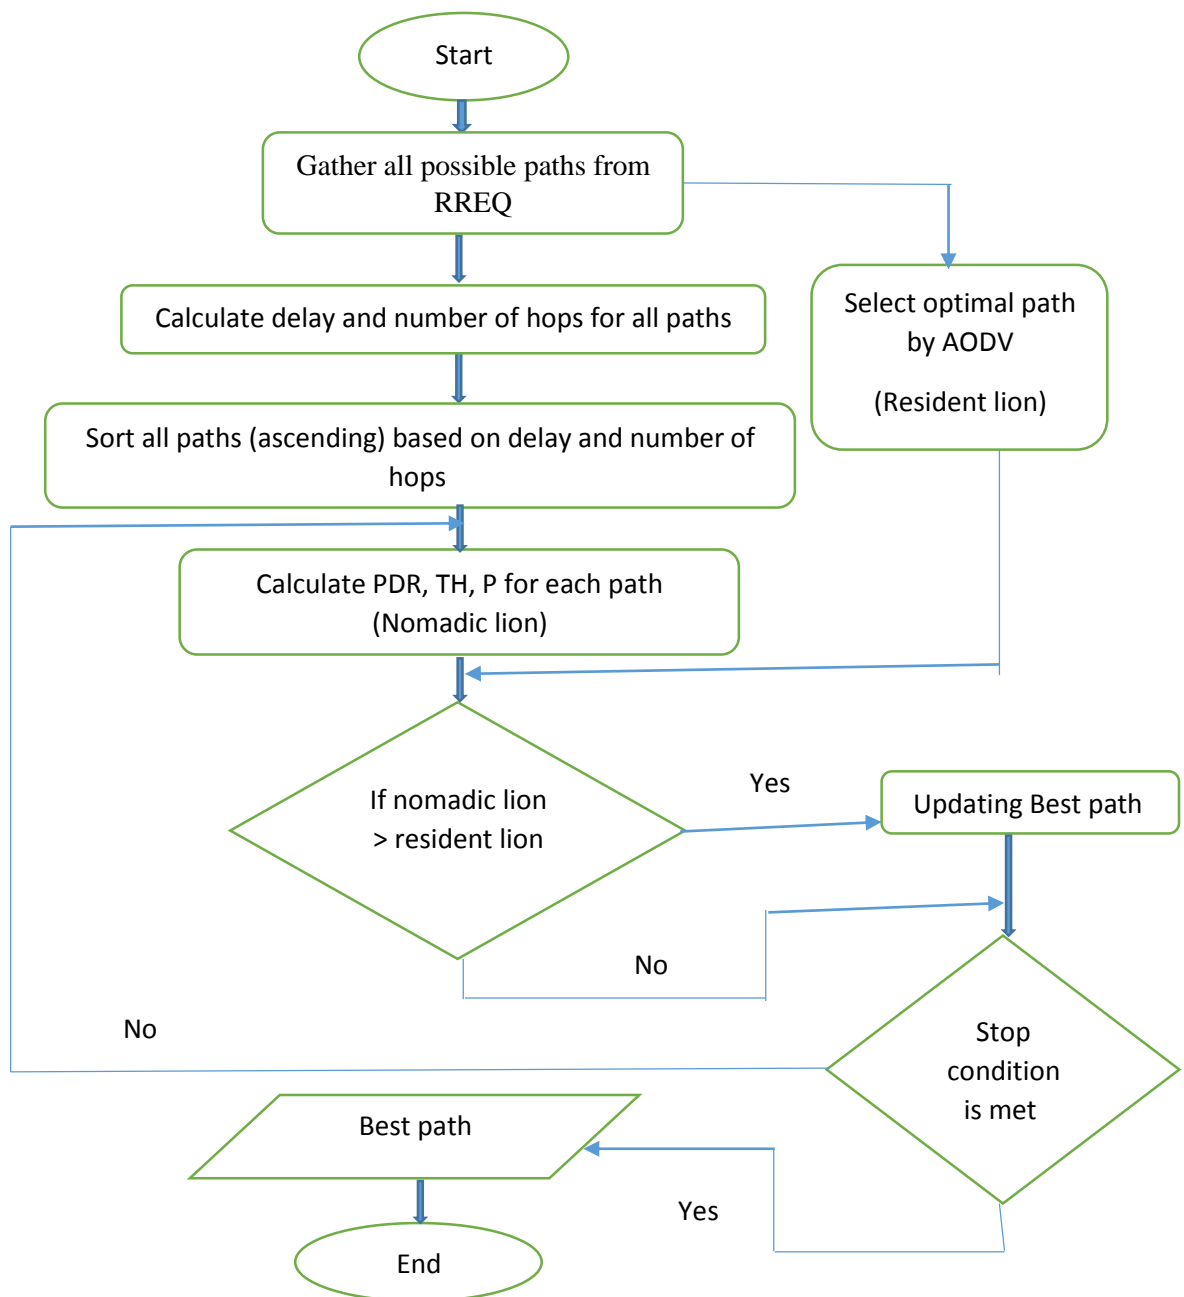 Start
Gather all possible paths from
RREQ
Calculate delay and number of hops for all paths
Select optimal path
by AODV
(Resident lion)
Sort all paths (ascending) based on delay and number of
hops
Calculate PDR, TH, P for each path
(Nomadic lion)
If nomadic lion
> resident lion
Yes
Updating Best path
No
No
Stop
condition
is met
Best path
Yes
End